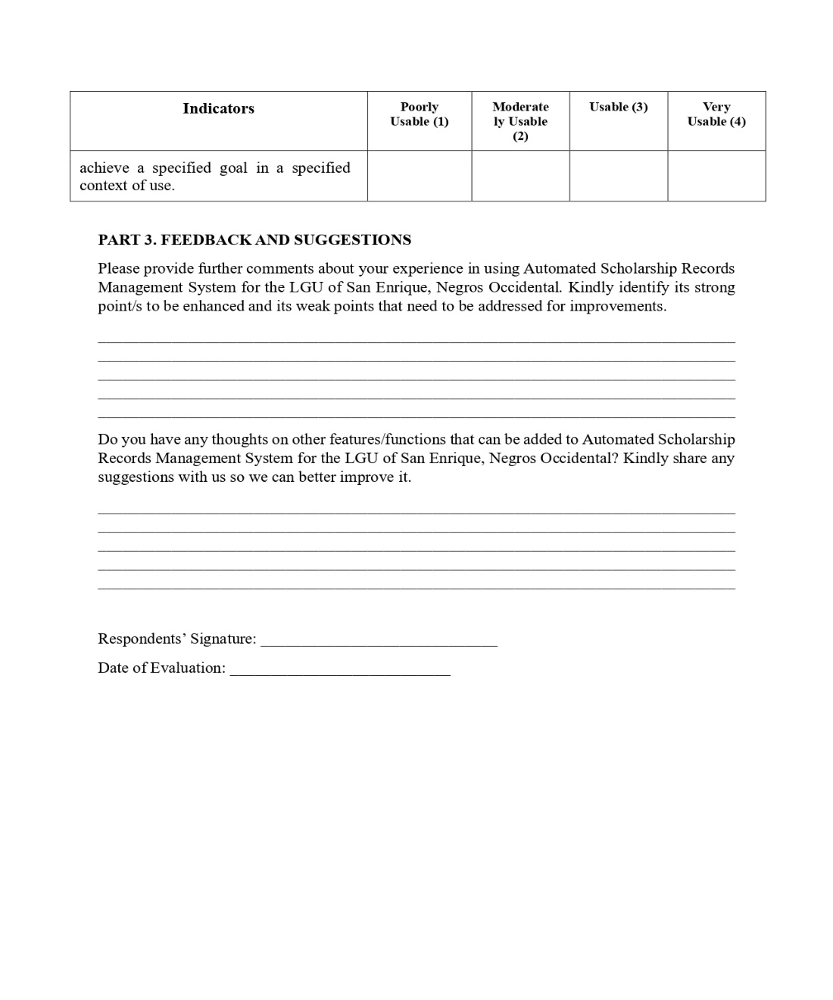 Indicators
Poorly
Usable (1)
Moderate
ly Usable
(2)
Usable (3)
Very
Usable (4)
achieve a specified goal in a specified
context of use.
PART 3. FEEDBACK AND SUGGESTIONS
Please provide further comments about your experience in using Automated Scholarship Records
Management System for the LGU of San Enrique, Negros Occidental. Kindly identify its strong
point/s to be enhanced and its weak points that need to be addressed for improvements.
Do you have any thoughts on other features/functions that can be added to Automated Scholarship
Records Management System for the LGU of San Enrique, Negros Occidental? Kindly share any
suggestions with us so we can better improve it.
Respondents’ Signature: _____________________________
Date of Evaluation: ___________________________